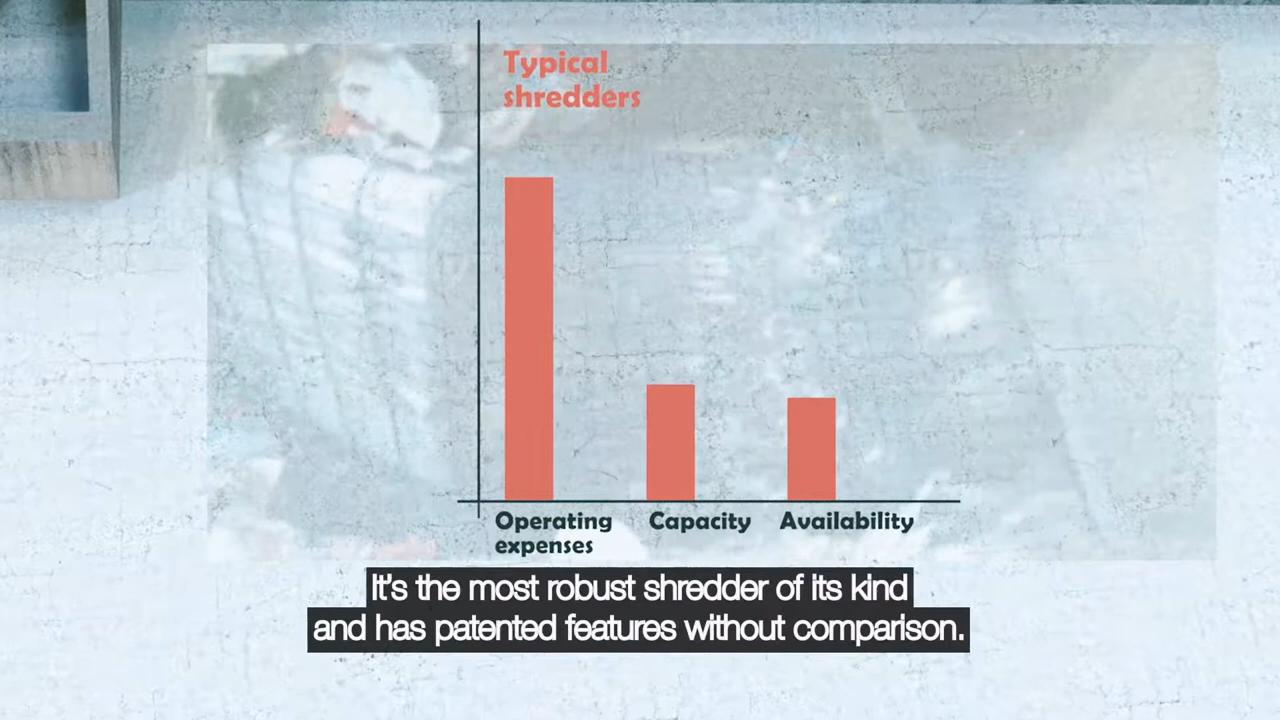 Typical
shredders
Operating
expenses
Capacity
Availability
It's the most robust shredder of its kind
and has patented features without comparison.